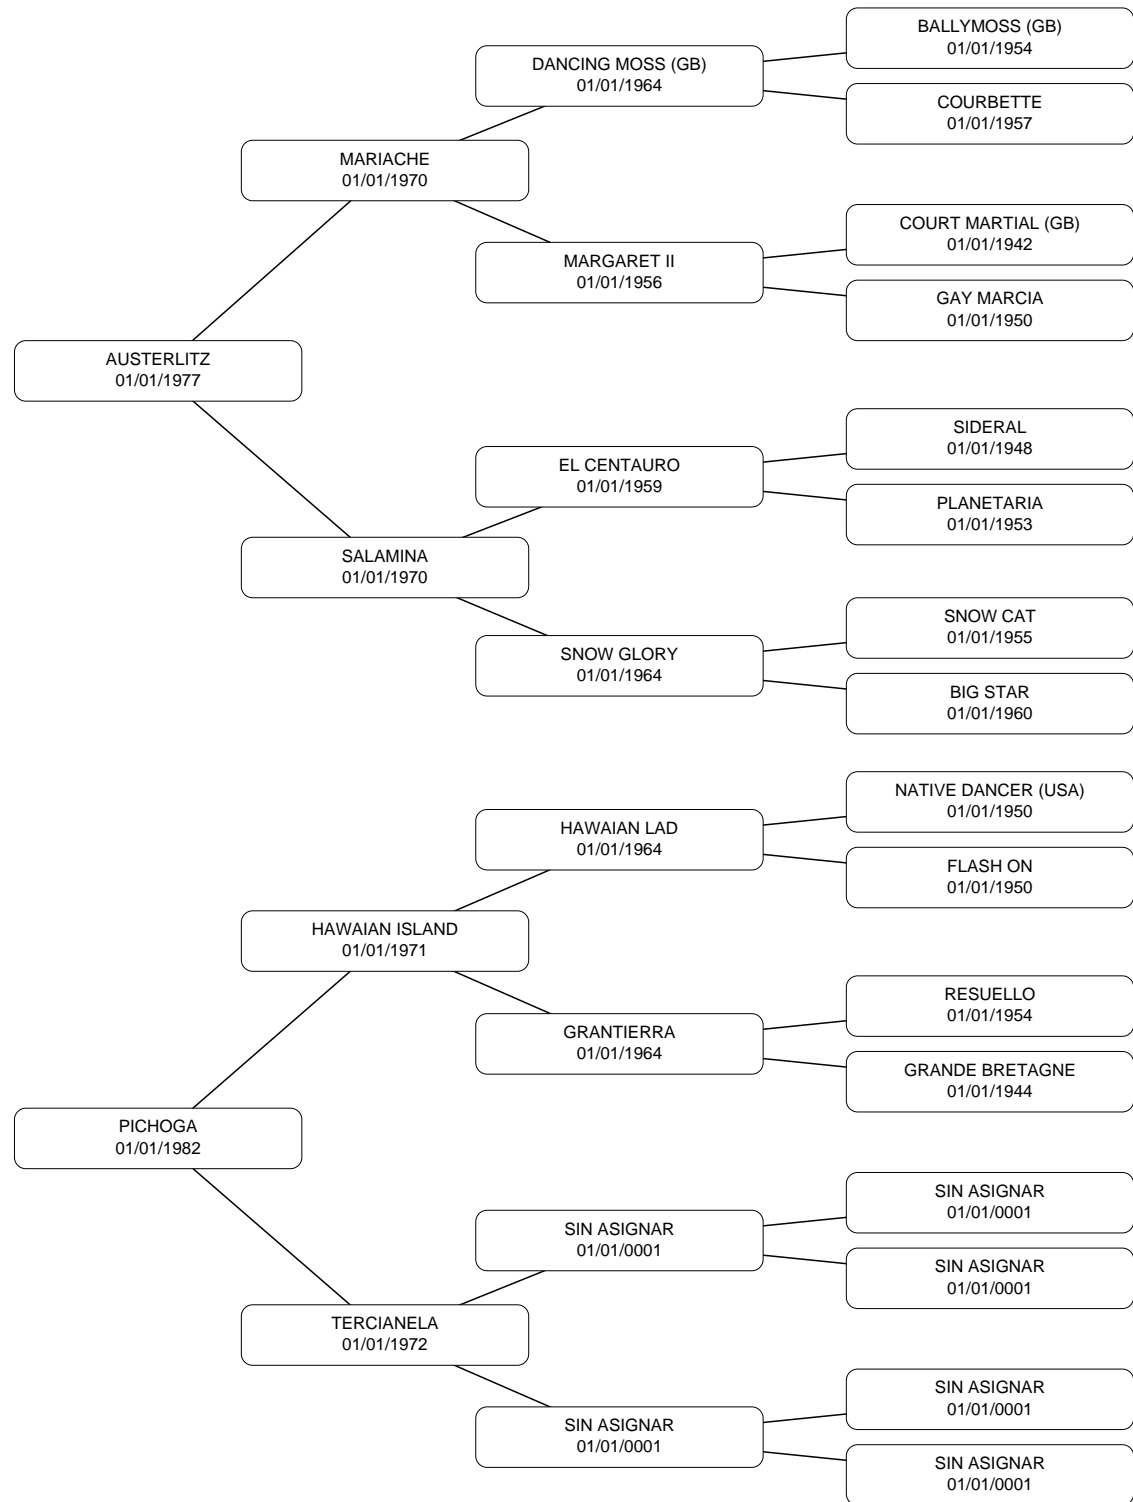 BALLYMOSS (GB)
01/01/1954
DANCING MOSS (GB)
01/01/1964
COURBETTE
01/01/1957
MARIACHE
01/01/1970
COURT MARTIAL (GB)
01/01/1942
MARGARET II
01/01/1956
GAY MARCIA
01/01/1950
AUSTERLITZ
01/01/1977
SIDERAL
01/01/1948
EL CENTAURO
01/01/1959
PLANETARIA
01/01/1953
SALAMINA
01/01/1970
SNOW CAT
01/01/1955
SNOW GLORY
01/01/1964
BIG STAR
01/01/1960
NATIVE DANCER (USA)
01/01/1950
HAWAIAN LAD
01/01/1964
FLASH ON
01/01/1950
HAWAIAN ISLAND
01/01/1971
RESUELLO
01/01/1954
GRANTIERRA
01/01/1964
GRANDE BRETAGNE
01/01/1944
PICHOGA
01/01/1982
SIN ASIGNAR
01/01/0001
SIN ASIGNAR
01/01/0001
SIN ASIGNAR
01/01/0001
TERCIANELA
01/01/1972
SIN ASIGNAR
01/01/0001
SIN ASIGNAR
01/01/0001
SIN ASIGNAR
01/01/0001